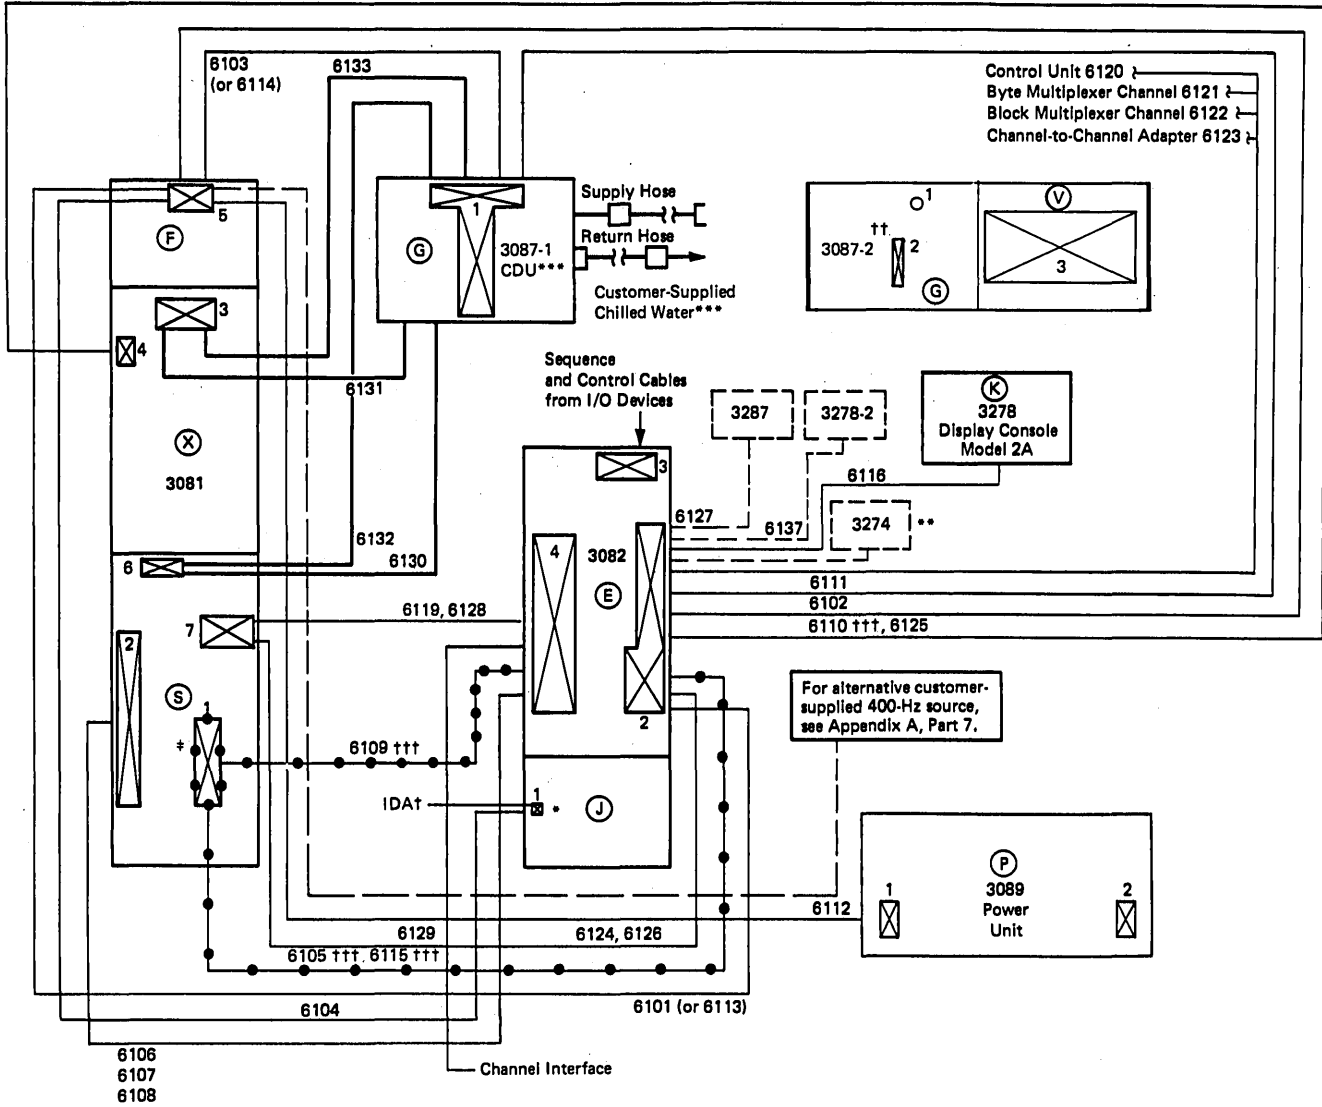 6103
(or 6114)
6133
Control Unit 6120
Byte Multiplexer Channel 6121
Block Multiplexer Channel 6122
Channel-to-Channel Adapter 6123
5
F
1
G
3087-1
CDU***
Supply Hose
Return Hose
Customer-Supplied
Chilled Water***
1
††
3087-2
2
G
V
3
3
4
6131
X
3081
Sequence
and Control Cables
from I/O Devices
3287
3278-2
K
3278
Display Console
Model 2A
3
6116
6127
6137
3274
**
6132
6130
6
4
3082
E
6111
6102
6110 †††, 6125
6119, 6128
7
2
S
1
‡
2
6109 †††
For alternative customer-
supplied 400-Hz source,
see Appendix A, Part 7.
IDA†
1
*
J
P
3089
Power
Unit
1
2
6112
6129
6124, 6126
6105 †††, 6115 †††
6104
6101 (or 6113)
6106
6107
6108
Channel Interface